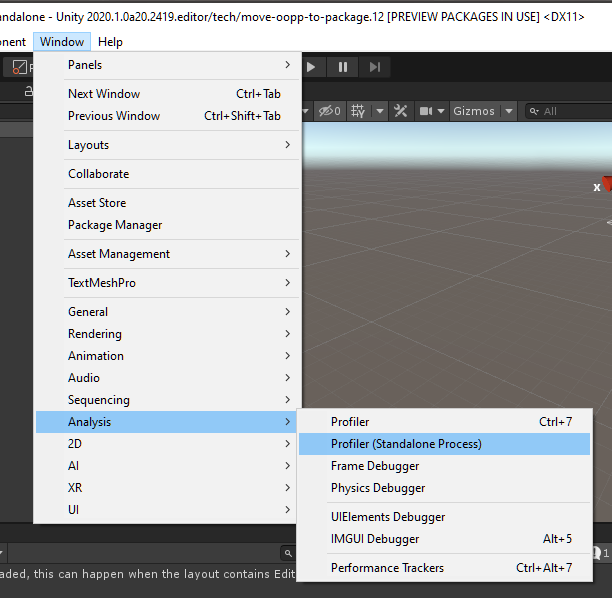 ndalone - Unity 2020.1.0a20.2419.editor/tech/move-oopp-to-package.12 [PREVIEW PACKAGES IN USE] <DX11>
onent Window Help
Panels
Next Window Ctrl+Tab
Previous Window Ctrl+Shift+Tab
Layouts
Collaborate
Asset Store
Package Manager
Asset Management
TextMeshPro
General
Rendering
Animation
Audio
Sequencing
Analysis
2D
AI
XR
UI
0
Gizmos
All
x
Profiler Ctrl+7
Profiler (Standalone Process)
Frame Debugger
Physics Debugger
UIElements Debugger
IMGUI Debugger Alt+5
Performance Trackers Ctrl+Alt+7
1
aded, this can happen when the layout contains Edit